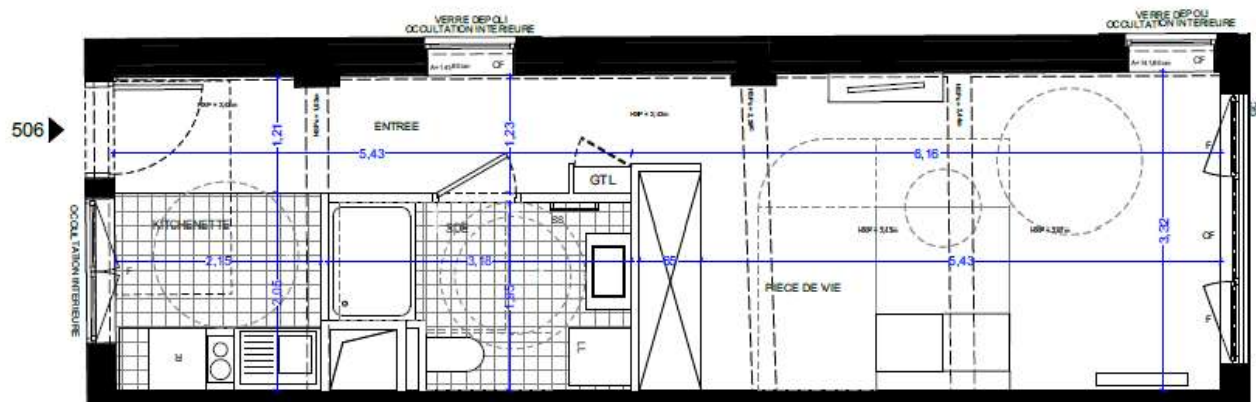 VERRE DEPOLI
OCCULTATION INTERIEURE
VERRE DEPOLI
OCCULTATION INTERIEURE
CF
CF
506
ENTREE
1,21
1,23
5,43
6,16
GTL
F
KITCHENETTE
SDE
SS
OCCULTATION INTERIEURE
F
2,15
3,18
65
5,43
3,32
CF
2,05
1,95
PIECE DE VIE
F
R
LL